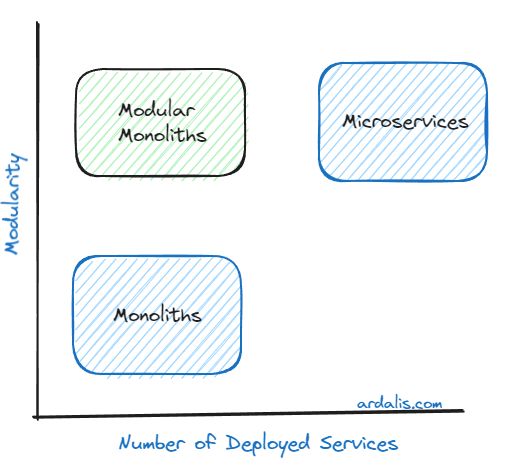 Modular
Monoliths
Microservices
Modularity
Monoliths
ardalis.com
Number of Deployed Services